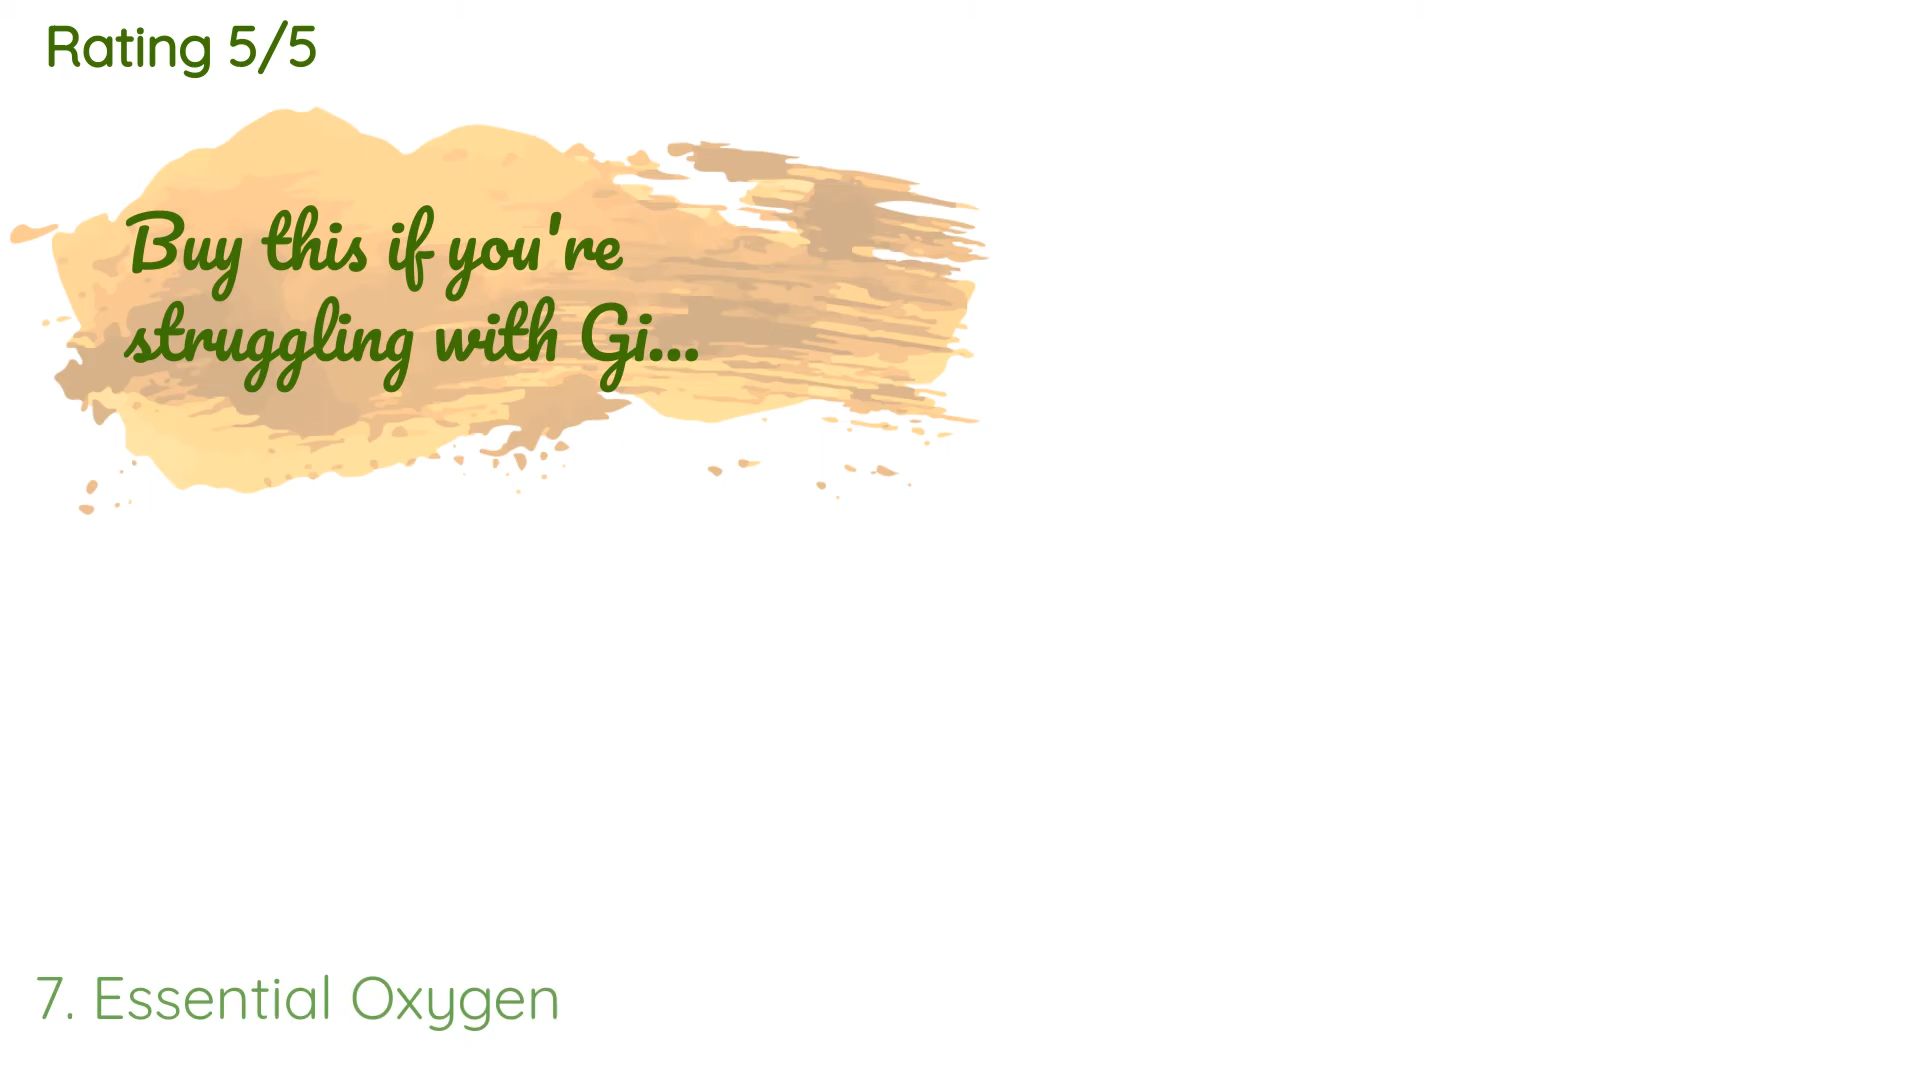 Rating 5/5
Buy this if you're
struggling with Gi...
7. Essential Oxygen